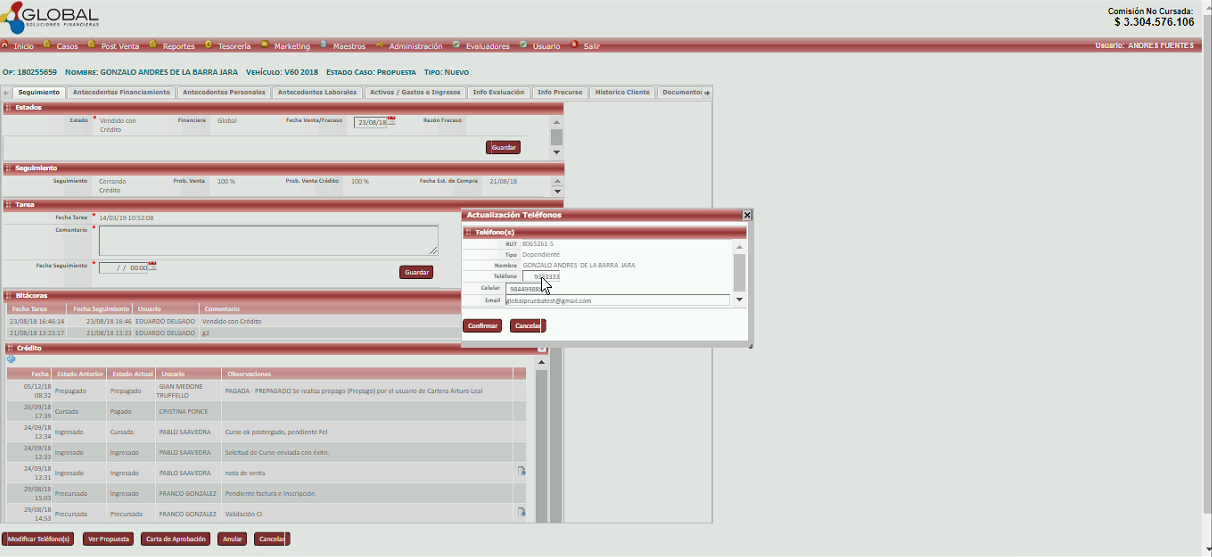 GLOBAL
SOLUCIONES FINANCIERAS
Comisión No Cursada:
$ 3.304.576.106
Inicio Casos Post Venta Reportes Tesorería Marketing Maestros Administración Evaluadores Usuario Salir Usuario: ANDRES FUENTES
Op: 180255659 Nombre: GONZALO ANDRES DE LA BARRA JARA Vehículo: V60 2018 Estado Caso: Propuesta Tipo: Nuevo
Seguimiento Antecedentes Financiamiento Antecedentes Personales Antecedentes Laborales Activos / Gastos e Ingresos Info Evaluación Info Precurse Historico Cliente Documentos
Estados
Estado * Vendido con Crédito Financiera Global Fecha Venta/Fracaso 23/08/18 Razón Fracaso
Guardar
Seguimiento
Seguimiento Cerrando Crédito Prob. Venta 100 % Prob. Venta Crédito 100 % Fecha Est. de Compra 21/08/18
Tarea
Fecha Tarea * 14/03/19 10:52:08
Comentario *
Fecha Seguimiento * / / 00:00
Guardar
Bitácoras
Fecha Tarea Fecha Seguimiento Usuario Comentario
23/08/18 16:46:14 23/08/18 16:46 EDUARDO DELGADO Vendido con Crédito
21/08/18 13:23:17 21/08/18 13:23 EDUARDO DELGADO g2
Actualización Teléfonos
Teléfono(s)
RUT 8065261 5
Tipo Dependiente
Nombre GONZALO ANDRES DE LA BARRA JARA
Teléfono
Celular
Email globalpruebatest@gmail.com
Confirmar Cancelar
Crédito
Fecha Estado Anterior Estado Actual Usuario Observaciones
05/12/18 08:32 Prepagado Prepagado GIAN MEDONE TRUFFELLO PAGADA - PREPAGADO Se realiza prepago (Prepago) por el usuario de Cartera Arturo Leal
26/09/18 17:39 Cursada Pagado CRISTINA PONCE
24/09/18 12:34 Ingresado Cursada PABLO SAAVEDRA Curse ok postergado, pendiente Fei
24/09/18 12:33 Ingresado Ingresado PABLO SAAVEDRA Solcitud de Curse enviada con éxito.
24/09/18 12:31 Ingresado Ingresado PABLO SAAVEDRA nota de venta
29/08/18 15:03 Precursada Ingresado FRANCO GONZALEZ Pendiente factura e Inscripción
29/08/18 14:53 Precursada Precursada FRANCO GONZALEZ Validación CI
Modificar Teléfono(s) Ver Propuesta Carta de Aprobación Anular Cancelar